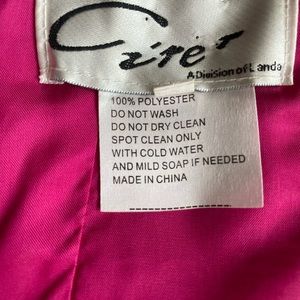 A Division of Landa
100% POLYESTER
DO NOT WASH
DO NOT DRY CLEAN
SPOT CLEAN ONLY
WITH COLD WATER
AND MILD SOAP IF NEEDED
MADE IN CHINA